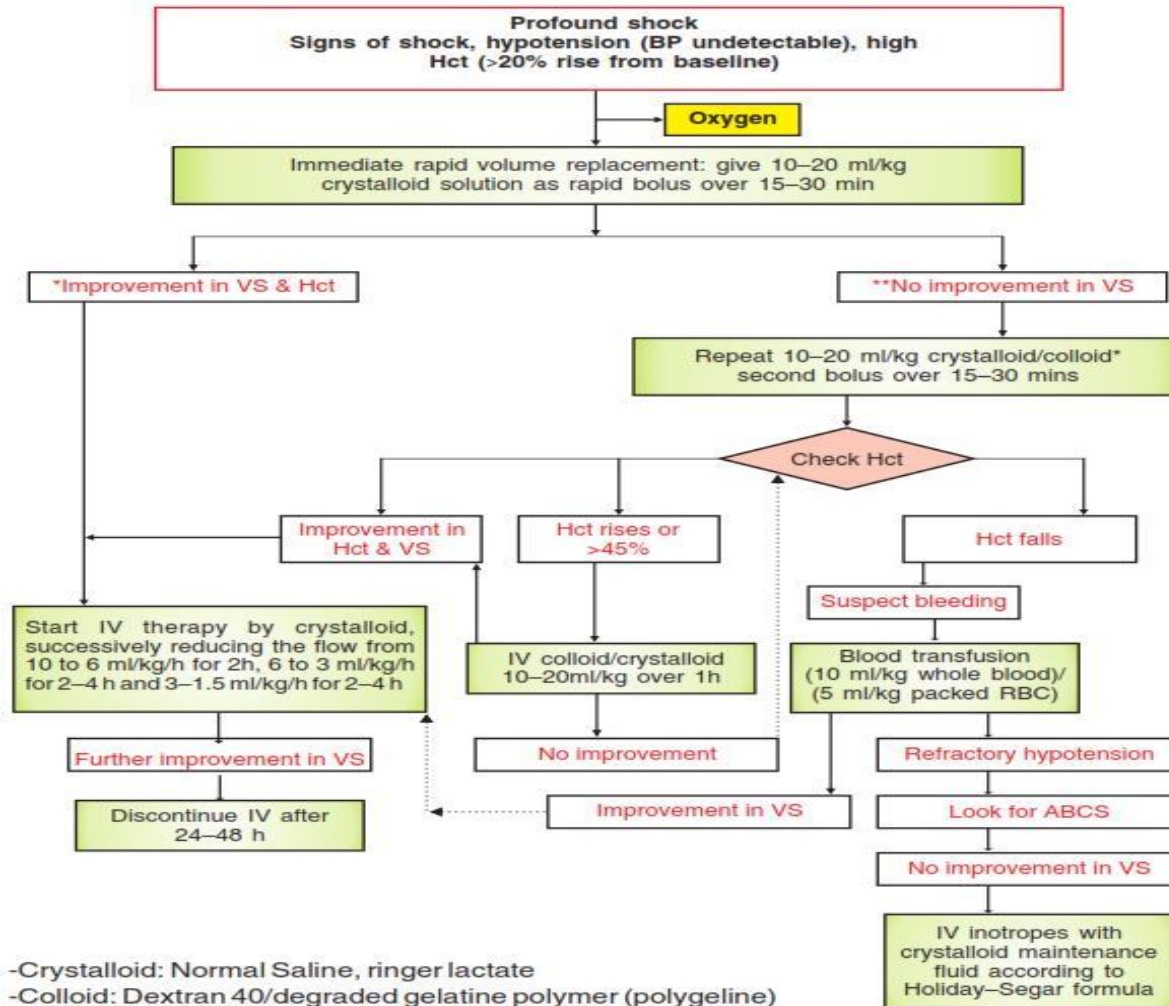 Profound shock
Signs of shock, hypotension (BP undetectable), high
Hct (>20% rise from baseline)
Oxygen
Immediate rapid volume replacement: give 10–20 ml/kg
crystalloid solution as rapid bolus over 15–30 min
*Improvement in VS & Hct
**No improvement in VS
Repeat 10–20 ml/kg crystalloid/colloid*
second bolus over 15–30 mins
Check Hct
Improvement in
Hct & VS
Hct rises or
>45%
Hct falls
Suspect bleeding
Start IV therapy by crystalloid,
successively reducing the flow from
10 to 6 ml/kg/h for 2h, 6 to 3 ml/kg/h
for 2–4 h and 3–1.5 ml/kg/h for 2–4 h
IV colloid/crystalloid
10–20ml/kg over 1h
Blood transfusion
(10 ml/kg whole blood)/
(5 ml/kg packed RBC)
Further improvement in VS
No improvement
Refractory hypotension
Discontinue IV after
24–48 h
Improvement in VS
Look for ABCS
No improvement in VS
IV inotropes with
crystalloid maintenance
fluid according to
Holiday–Segar formula
-Crystalloid: Normal Saline, ringer lactate
-Colloid: Dextran 40/degraded gelatine polymer (polygeline)